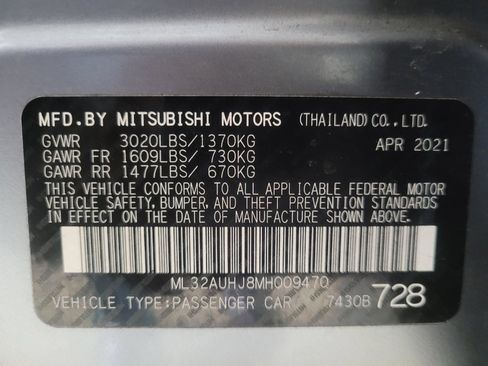 MFD.BY MITSUBISHI MOTORS (THAILAND)CO.,LTD.
GVWR 3020LBS/1370KG APR 2021
GAWR FR 1609LBS/ 730KG
GAWR RR 1477LBS/ 670KG
THIS VEHICLE CONFORMS TO ALL APPLICABLE FEDERAL MOTOR
VEHICLE SAFETY, BUMPER, AND THEFT PREVENTION STANDARDS
IN EFFECT ON THE DATE OF MANUFACTURE SHOWN ABOVE.
ML32AUHJ8MH009470
VEHICLE TYPE:PASSENGER CAR 7430B 728